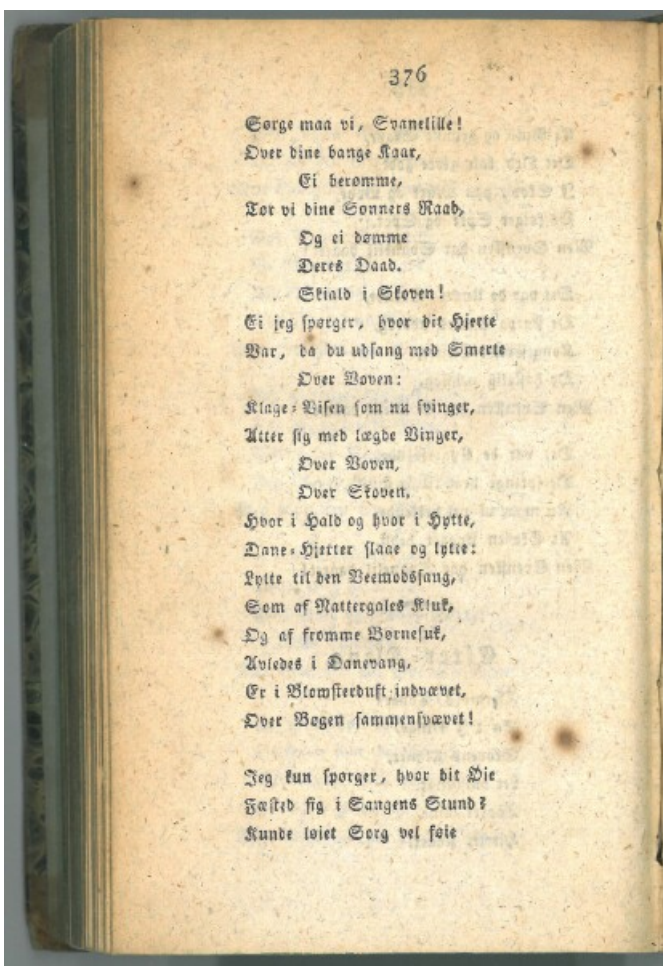 376
Sørge maa vi, Svanelille!
Over dine bange Kaar,
Ei berømme,
Tør vi dine Sønners Raad,
Og ei dømme
Deres Daad.
Skiald i Skoven!
Ei jeg spørger, hvor dit Hjerte
Var, da du udsang med Smerte
Over Voven:
Klage-Visen som nu svinger,
Atter sig med lægde Vinger,
Over Voven,
Over Skoven.
Hvor i Hald og hvor i Hytte,
Dane-Hjerter slaae og lytte:
Lytte til den Veemodssang,
Som af Nattergales Kluk,
Og af fromme Børnesuk,
Avledes i Danevang,
Er i Blomsterduft indvævet,
Over Bøgen sammensvævet!
Jeg kun spørger, hvor dit Øie
Fæsted sig i Sangens Stund?
Kunde løiet Sorg vel føie